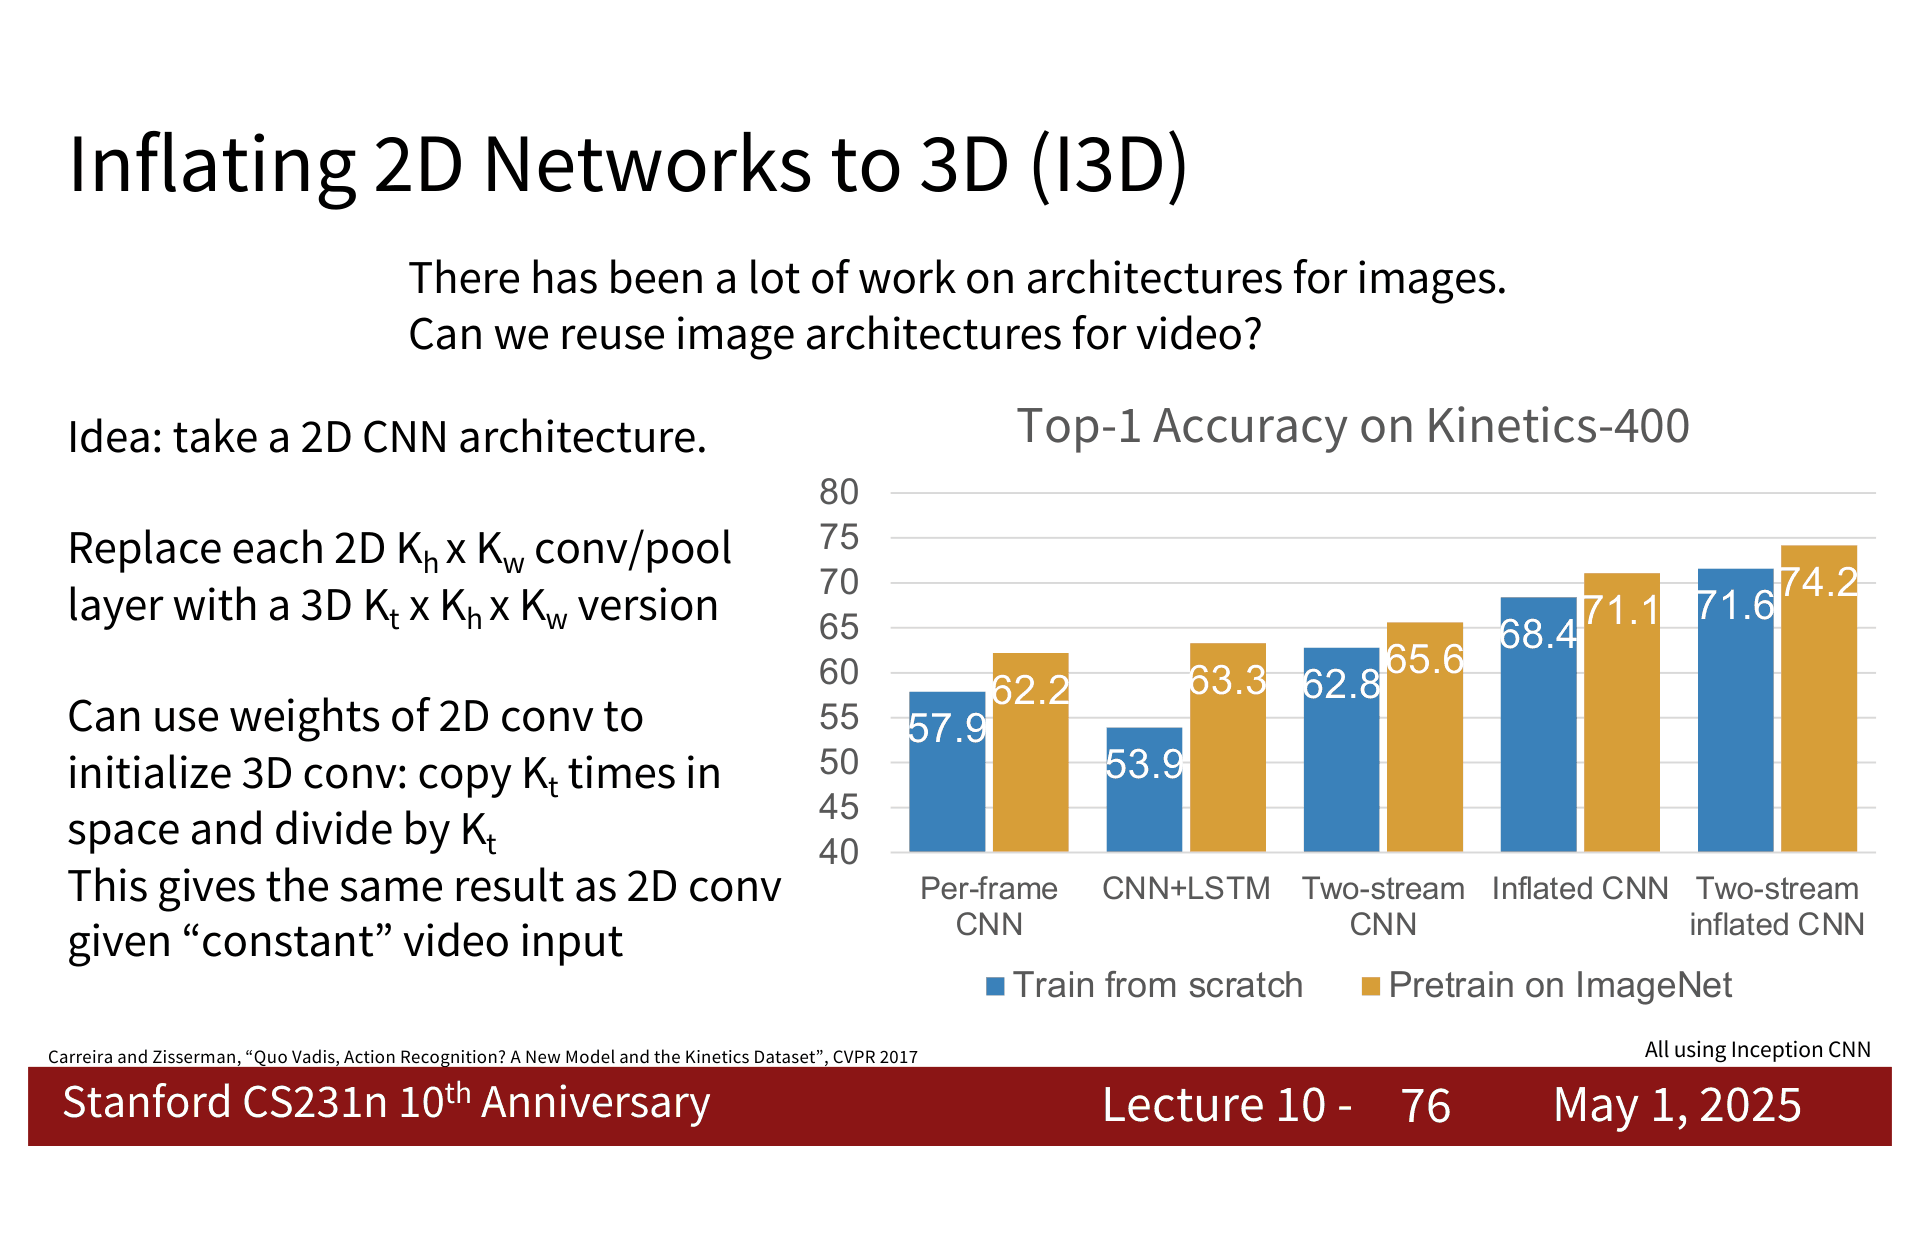 Inflating 2D Networks to 3D (I3D)
There has been a lot of work on architectures for images.
Can we reuse image architectures for video?
Idea: take a 2D CNN architecture.
Replace each 2D Kh x Kw conv/pool
layer with a 3D Kt x Kh x Kw version
Can use weights of 2D conv to
initialize 3D conv: copy Kt times in
space and divide by Kt
This gives the same result as 2D conv
given “constant” video input
Top-1 Accuracy on Kinetics-400
80
75
70
65
60
55
50
45
40
57.9
62.2
53.9
63.3
62.8
65.6
68.4
71.1
71.6
74.2
Per-frame
CNN
CNN+LSTM
Two-stream
CNN
Inflated CNN
Two-stream
inflated CNN
Train from scratch
Pretrain on ImageNet
Carreira and Zisserman, “Quo Vadis, Action Recognition? A New Model and the Kinetics Dataset”, CVPR 2017
All using Inception CNN
Stanford CS231n 10th Anniversary
Lecture 10 - 76
May 1, 2025